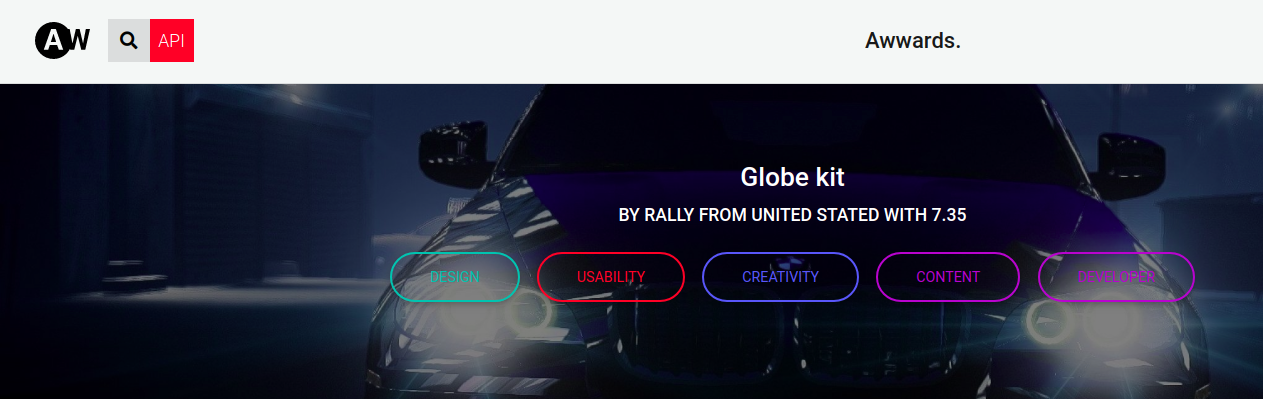 AW API Awwards.
Globe kit
BY RALLY FROM UNITED STATED WITH 7.35
DESIGN USABILITY CREATIVITY CONTENT DEVELOPER